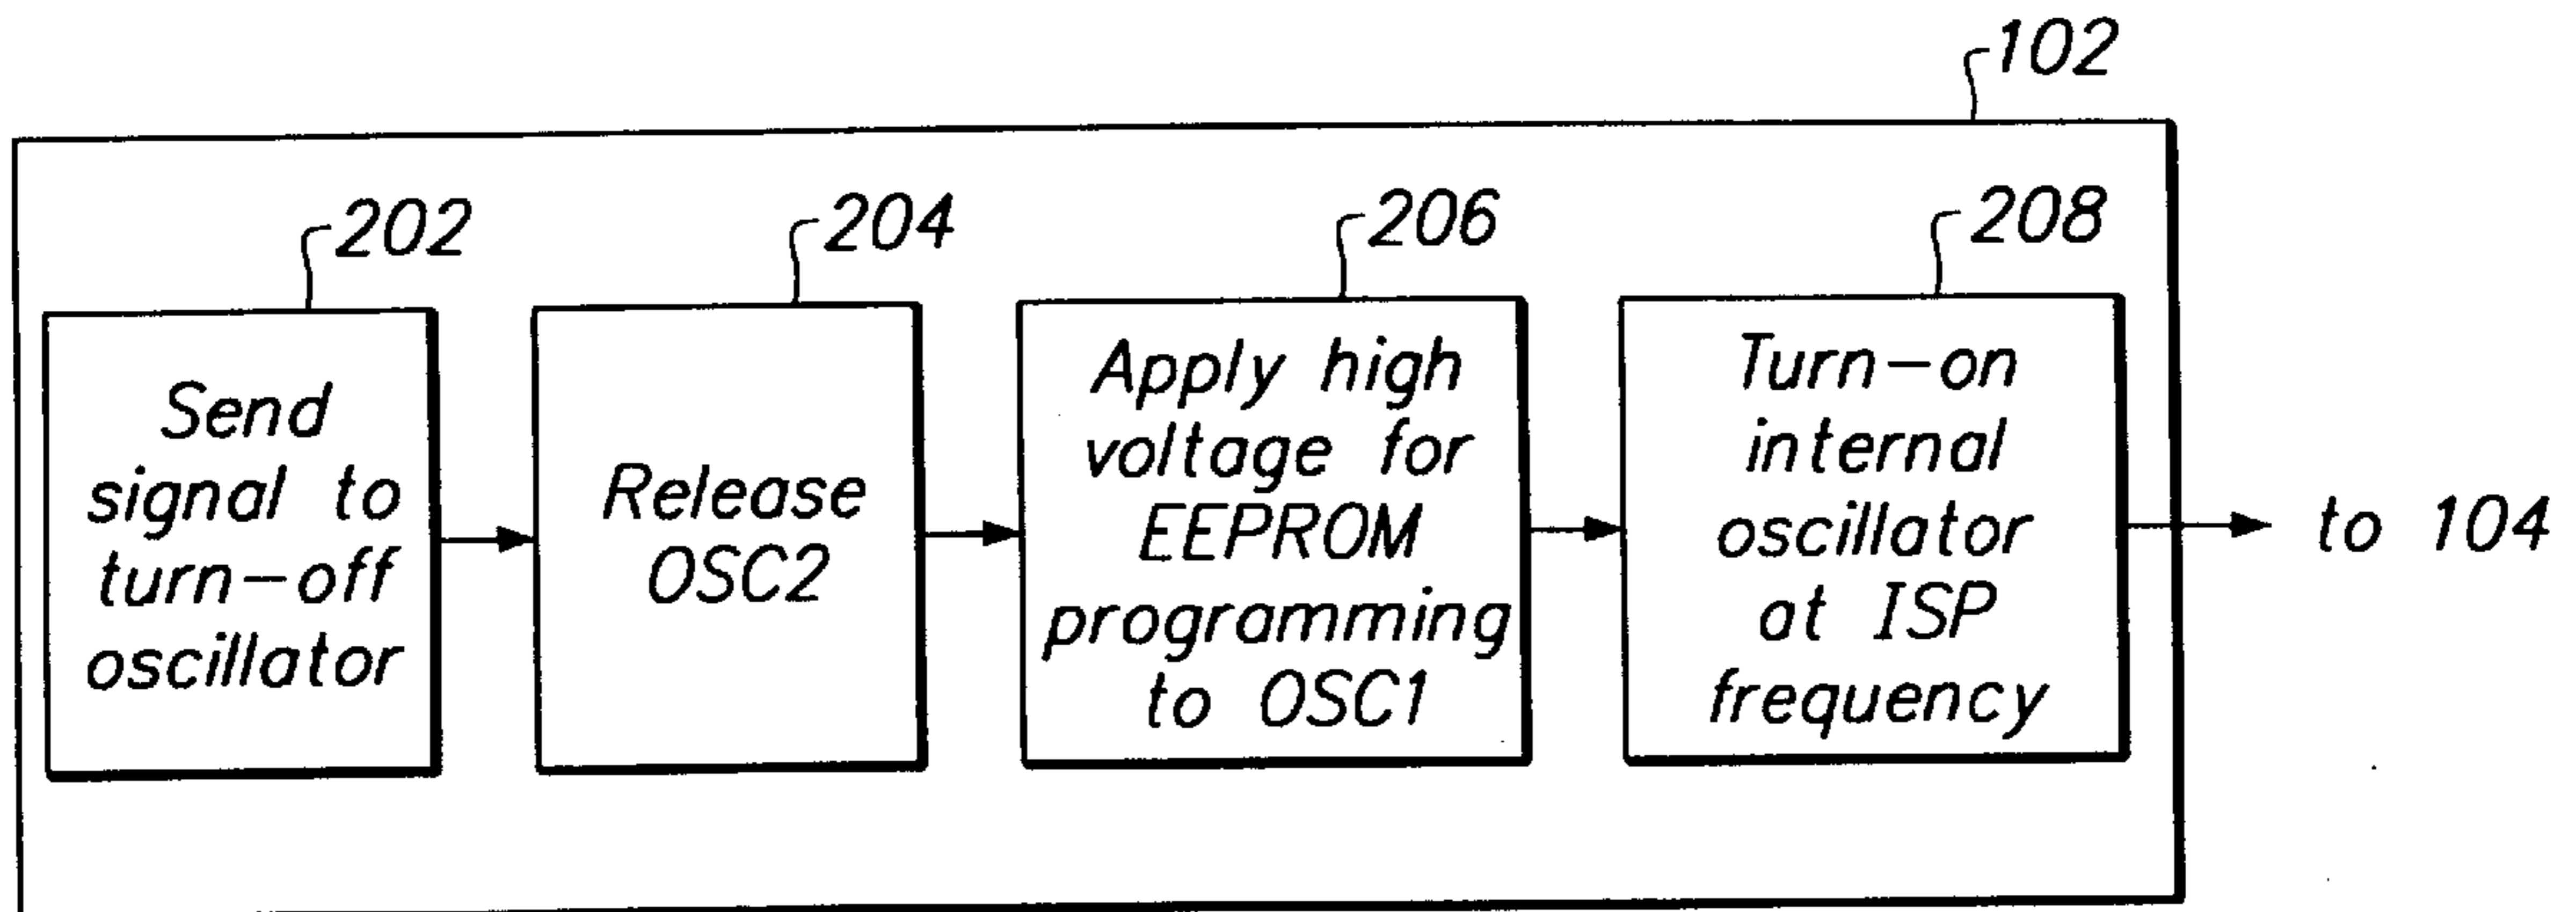 102
202
Send
signal to
turn-off
oscillator
204
Release
OSC2
206
Apply high
voltage for
EEPROM
programming
to OSC1
208
Turn-on
internal
oscillator
at ISP
frequency
to 104